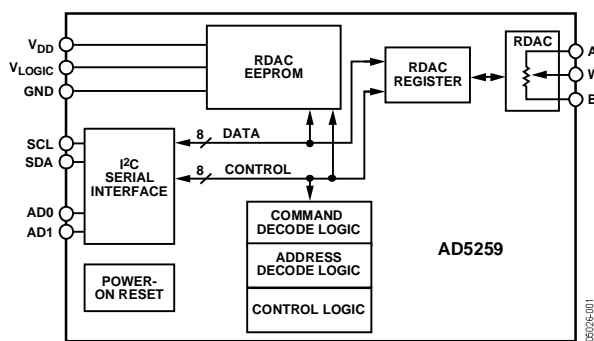 VDD
VLOGIC
GND
SCL
SDA
AD0
AD1
RDAC
EEPROM
I2C
SERIAL
INTERFACE
POWER-
ON RESET
8 DATA
8 CONTROL
COMMAND
DECODE LOGIC
ADDRESS
DECODE LOGIC
CONTROL LOGIC
RDAC
REGISTER
RDAC
A
W
B
AD5259
05026-001